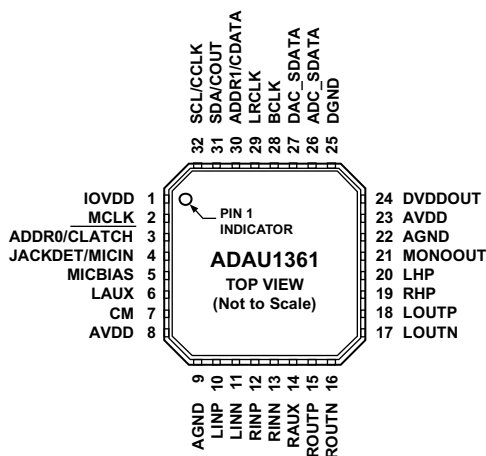 32 SCL/CCLK
31 SDA/COUT
30 ADDR1/CDATA
29 LRCLK
28 BCLK
27 DAC_SDATA
26 ADC_SDATA
25 DGND
IOVDD 1
MCLK 2
ADDR0/CLATCH 3
JACKDET/MICIN 4
MICBIAS 5
LAUX 6
CM 7
AVDD 8
PIN 1
INDICATOR
ADAU1361
TOP VIEW
(Not to Scale)
24 DVDDOUT
23 AVDD
22 AGND
21 MONOOUT
20 LHP
19 RHP
18 LOUTP
17 LOUTN
AGND 9
LINP 10
LINN 11
RINP 12
RINN 13
RAUX 14
ROUTP 15
ROUTN 16